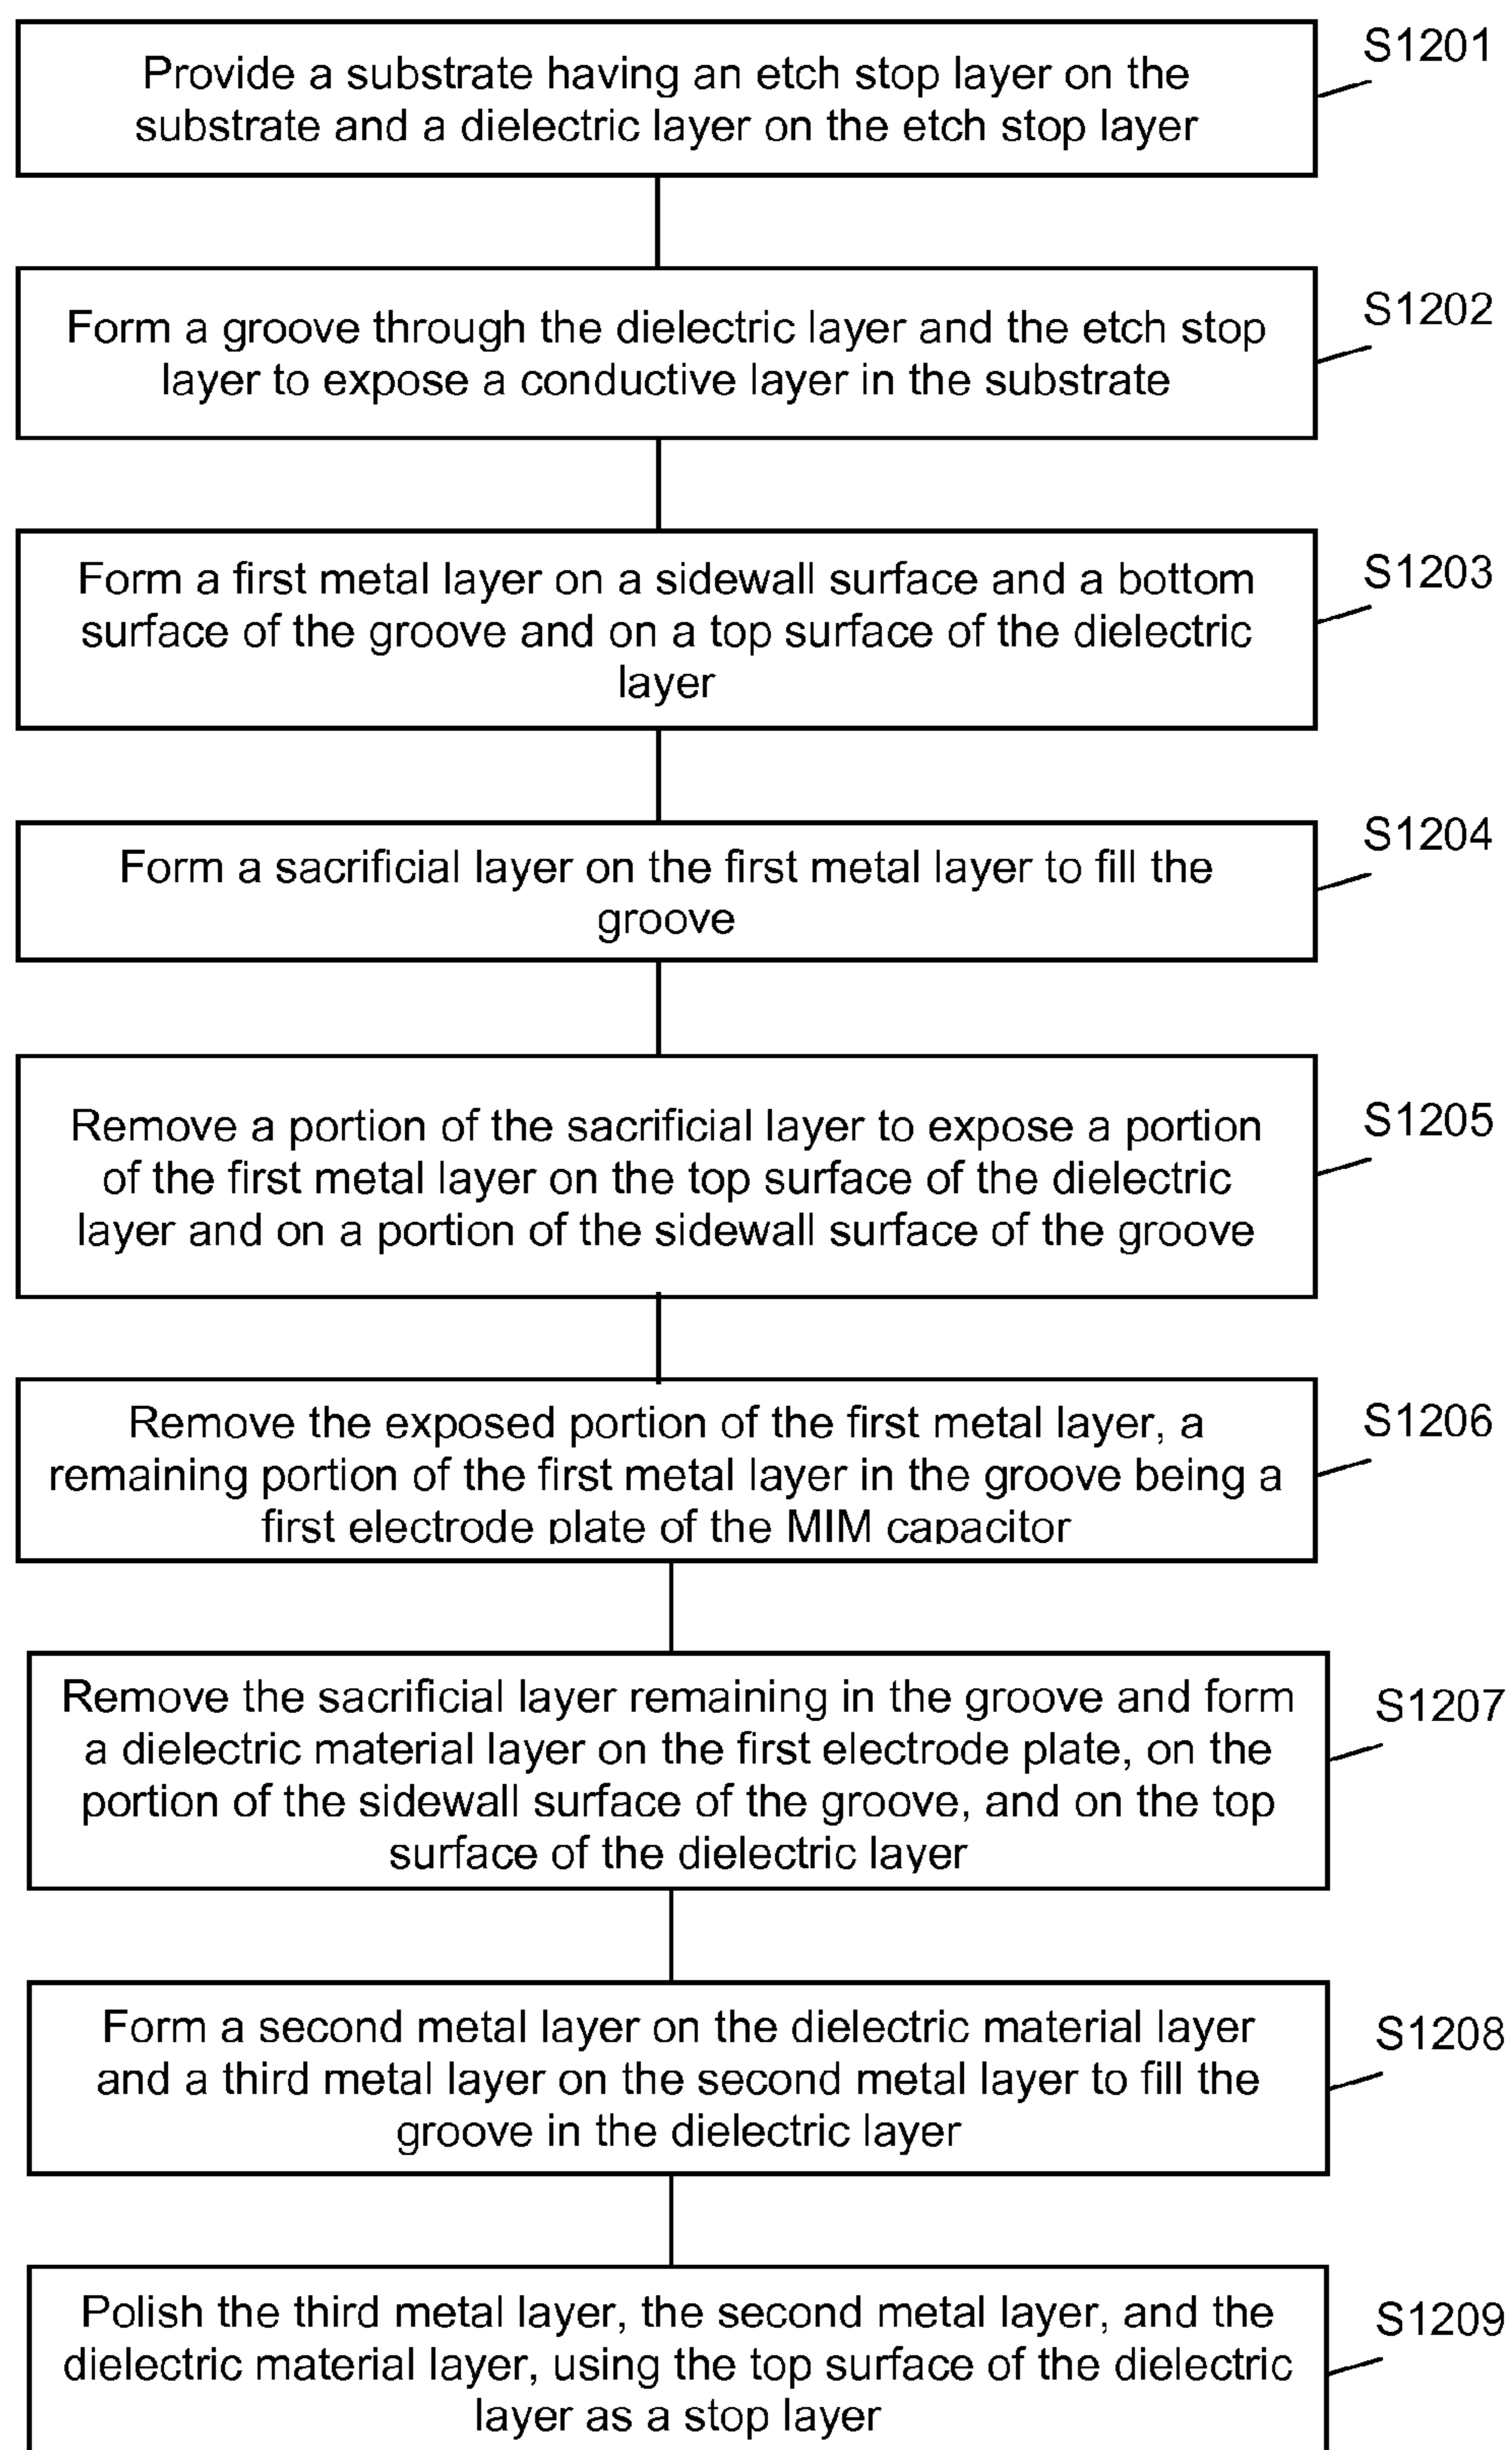 S1201
Provide a substrate having an etch stop layer on the
substrate and a dielectric layer on the etch stop layer
S1202
Form a groove through the dielectric layer and the etch stop
layer to expose a conductive layer in the substrate
S1203
Form a first metal layer on a sidewall surface and a bottom
surface of the groove and on a top surface of the dielectric
layer
S1204
Form a sacrificial layer on the first metal layer to fill the
groove
S1205
Remove a portion of the sacrificial layer to expose a portion
of the first metal layer on the top surface of the dielectric
layer and on a portion of the sidewall surface of the groove
S1206
Remove the exposed portion of the first metal layer, a
remaining portion of the first metal layer in the groove being a
first electrode plate of the MIM capacitor
S1207
Remove the sacrificial layer remaining in the groove and form
a dielectric material layer on the first electrode plate, on the
portion of the sidewall surface of the groove, and on the top
surface of the dielectric layer
S1208
Form a second metal layer on the dielectric material layer
and a third metal layer on the second metal layer to fill the
groove in the dielectric layer
S1209
Polish the third metal layer, the second metal layer, and the
dielectric material layer, using the top surface of the dielectric
layer as a stop layer